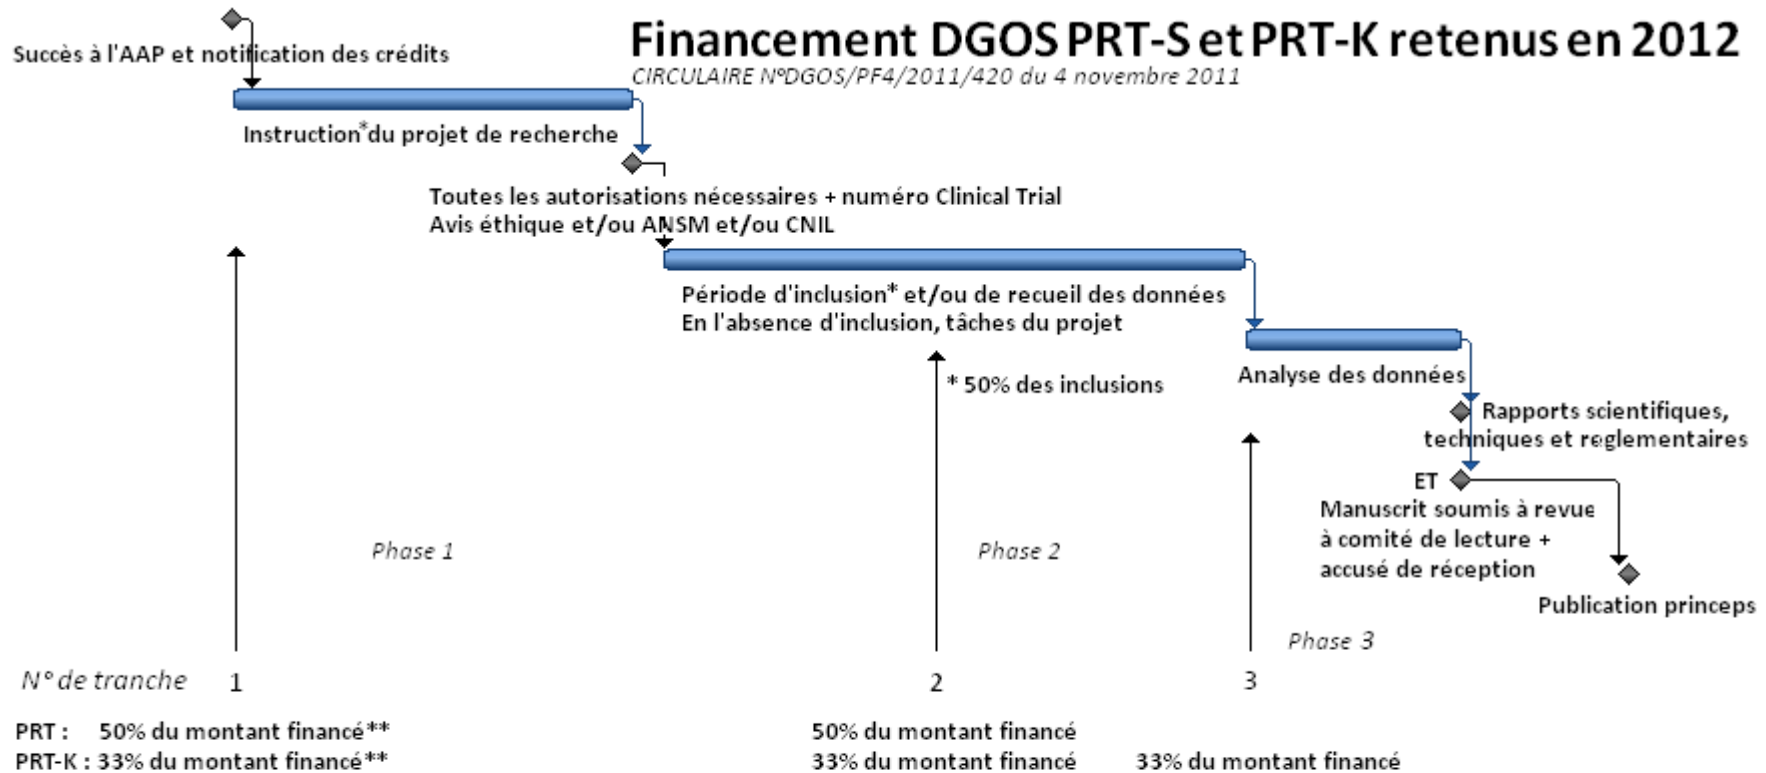 Financement DGOS PRT-S et PRT-K retenus en 2012
CIRCULAIRE N°DGOS/PF4/2011/420 du 4 novembre 2011
Succès à l'AAP et notification des crédits
Instruction*du projet de recherche
Toutes les autorisations nécessaires + numéro Clinical Trial
Avis éthique et/ou ANSM et/ou CNIL
Période d'inclusion* et/ou de recueil des données
En l'absence d'inclusion, tâches du projet
* 50% des inclusions
Analyse des données
Rapports scientifiques,
techniques et reglementaires
ET
Manuscrit soumis à revue
à comité de lecture +
accusé de réception
Publication princeps
Phase 1
Phase 2
Phase 3
N° de tranche 1 2 3
PRT : 50% du montant financé** 50% du montant financé
PRT-K : 33% du montant financé** 33% du montant financé 33% du montant financé